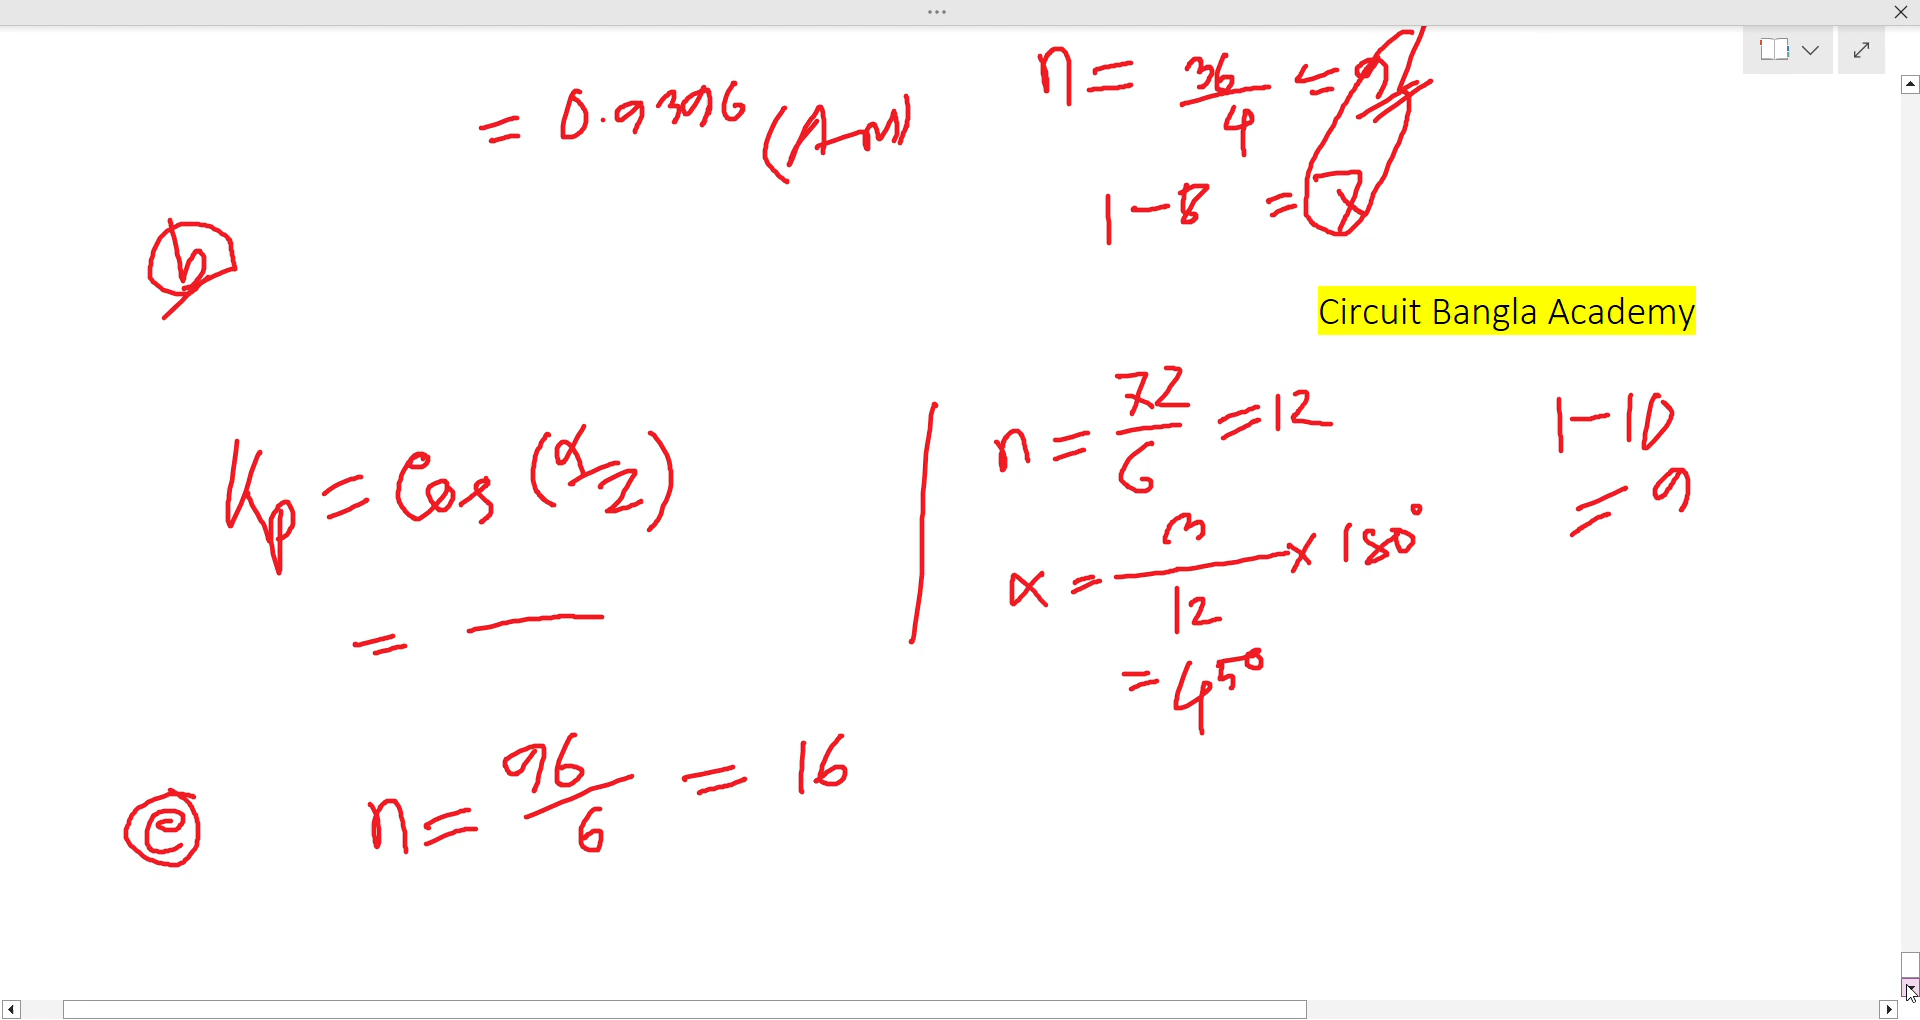 = 0.9396 (Am)
n = 36/4 = 9
1 - 8 = 7
b
Circuit Bangla Academy
Kp = Cos (α/2)
=
n = 72/6 = 12
1 - 10
= 9
α = 3/12 × 180°
= 45°
c
n = 96/6 = 16